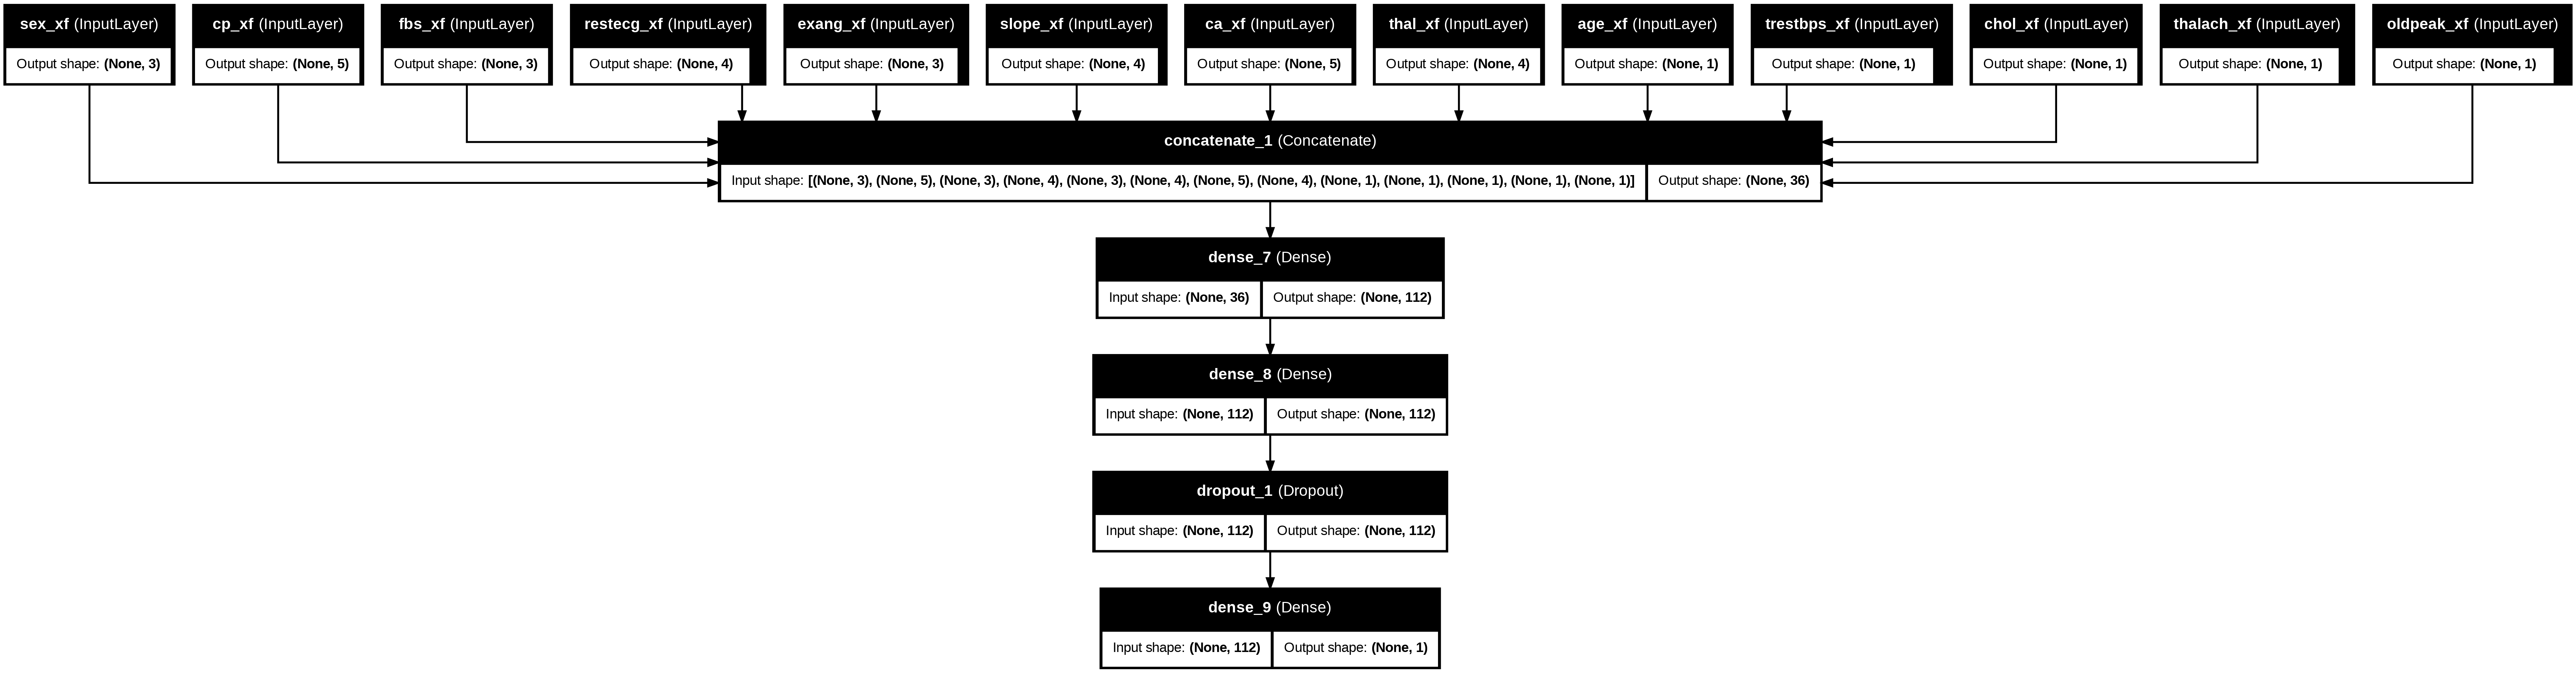 sex_xf (InputLayer)
Output shape: (None, 3)
cp_xf (InputLayer)
Output shape: (None, 5)
fbs_xf (InputLayer)
Output shape: (None, 3)
restecg_xf (InputLayer)
Output shape: (None, 4)
exang_xf (InputLayer)
Output shape: (None, 3)
slope_xf (InputLayer)
Output shape: (None, 4)
ca_xf (InputLayer)
Output shape: (None, 5)
thal_xf (InputLayer)
Output shape: (None, 4)
age_xf (InputLayer)
Output shape: (None, 1)
trestbps_xf (InputLayer)
Output shape: (None, 1)
chol_xf (InputLayer)
Output shape: (None, 1)
thalach_xf (InputLayer)
Output shape: (None, 1)
oldpeak_xf (InputLayer)
Output shape: (None, 1)
concatenate_1 (Concatenate)
Input shape: [(None, 3), (None, 5), (None, 3), (None, 4), (None, 3), (None, 4), (None, 5), (None, 4), (None, 1), (None, 1), (None, 1), (None, 1), (None, 1)] Output shape: (None, 36)
dense_7 (Dense)
Input shape: (None, 36) Output shape: (None, 112)
dense_8 (Dense)
Input shape: (None, 112) Output shape: (None, 112)
dropout_1 (Dropout)
Input shape: (None, 112) Output shape: (None, 112)
dense_9 (Dense)
Input shape: (None, 112) Output shape: (None, 1)